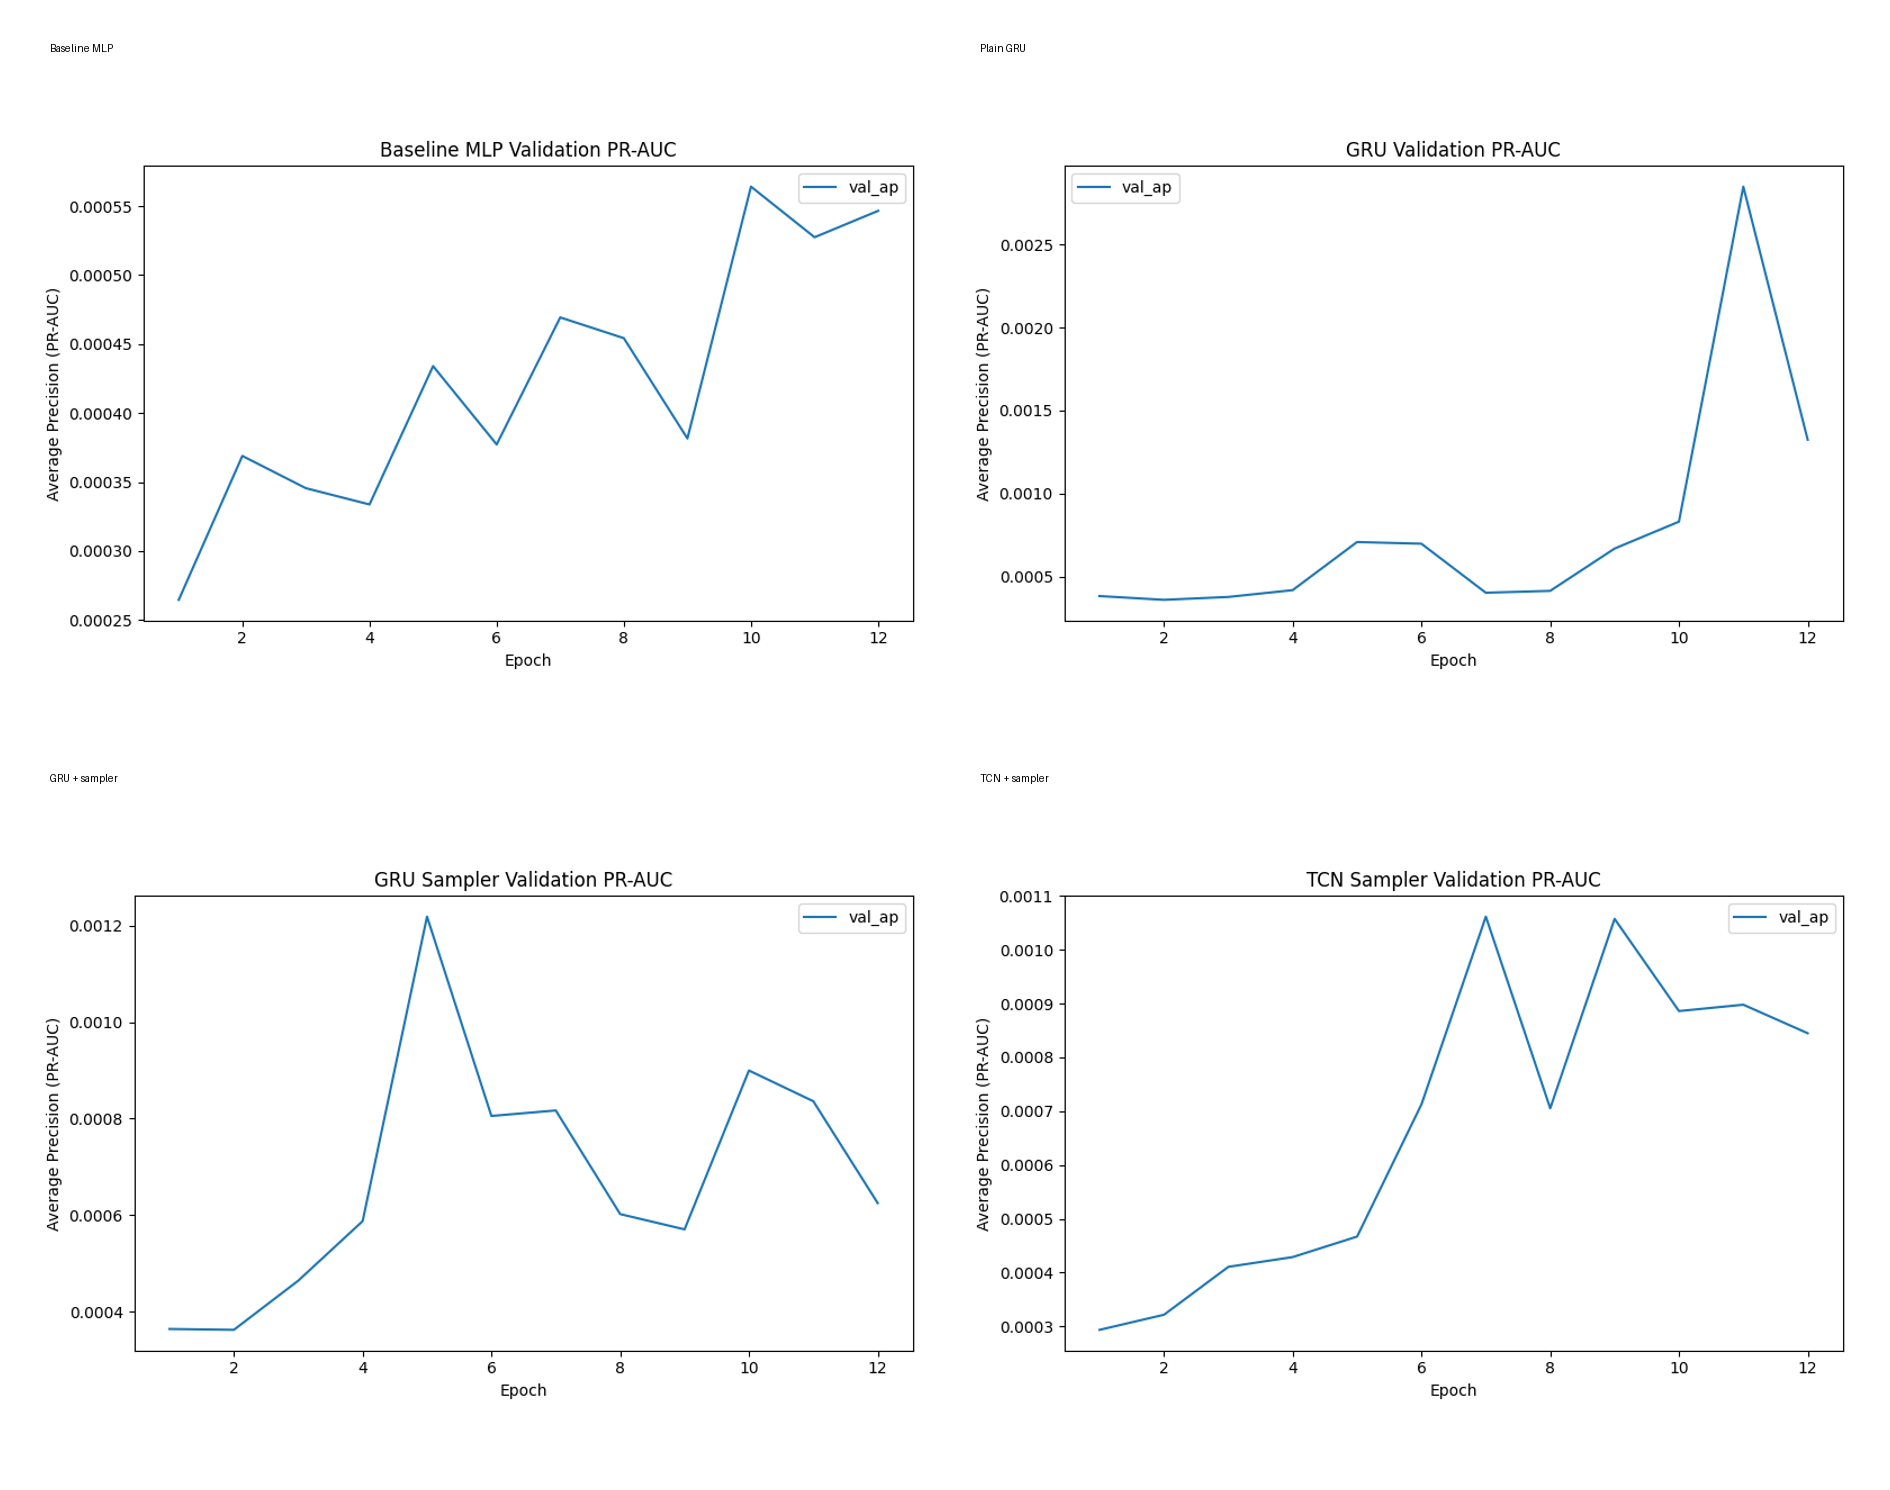 Baseline MLP
Baseline MLP Validation PR-AUC
val_ap
0.00055
0.00050
0.00045
0.00040
0.00035
0.00030
0.00025
Average Precision (PR-AUC)
2 4 6 8 10 12
Epoch
Plain GRU
GRU Validation PR-AUC
val_ap
0.0025
0.0020
0.0015
0.0010
0.0005
Average Precision (PR-AUC)
2 4 6 8 10 12
Epoch
GRU + sampler
GRU Sampler Validation PR-AUC
val_ap
0.0012
0.0010
0.0008
0.0006
0.0004
Average Precision (PR-AUC)
2 4 6 8 10 12
Epoch
TCN + sampler
TCN Sampler Validation PR-AUC
val_ap
0.0011
0.0010
0.0009
0.0008
0.0007
0.0006
0.0005
0.0004
0.0003
Average Precision (PR-AUC)
2 4 6 8 10 12
Epoch